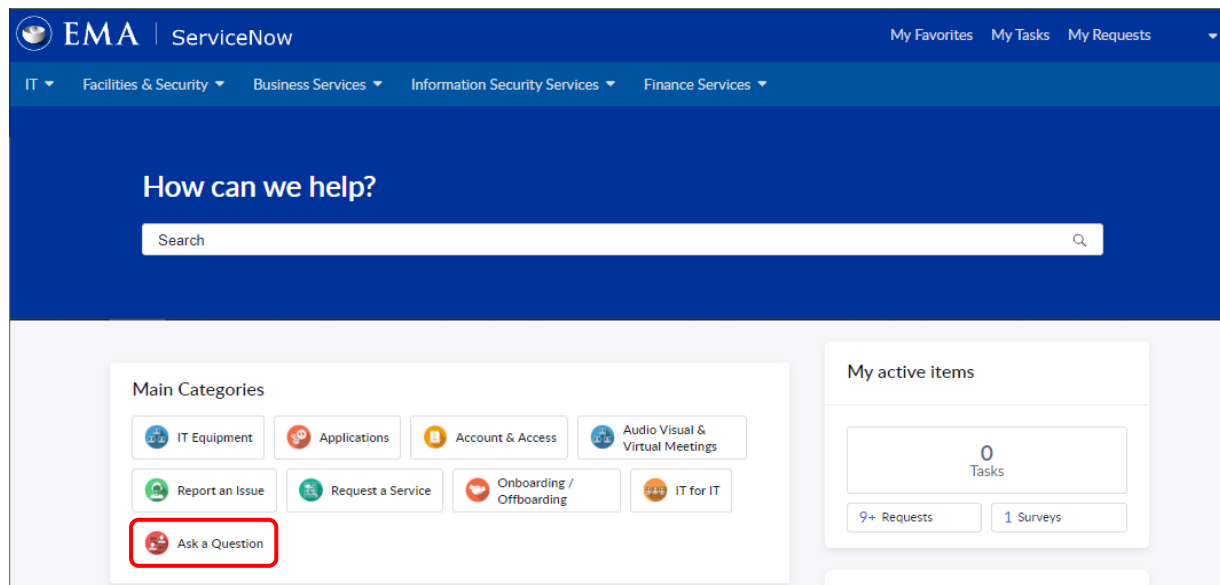 EMA | ServiceNow
My Favorites My Tasks My Requests
IT Facilities & Security Business Services Information Security Services Finance Services
How can we help?
Search
Main Categories
IT Equipment
Applications
Account & Access
Audio Visual &
Virtual Meetings
Report an Issue
Request a Service
Onboarding /
Offboarding
IT for IT
Ask a Question
My active items
0
Tasks
9+ Requests
1 Surveys